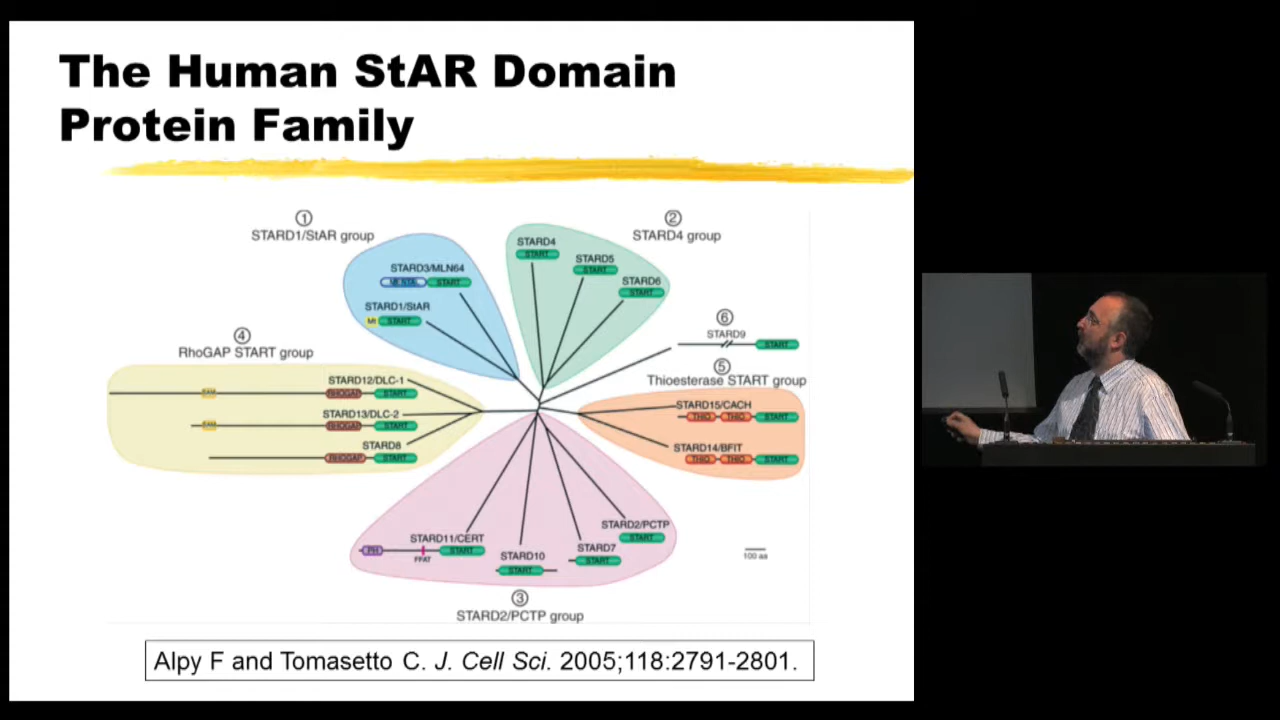 The Human StAR Domain
Protein Family
①
STARD1/StAR group
STARD3/MLN64
START
STARD1/StAR
Mt START
②
STARD4 group
STARD4
START
STARD5
START
STARD6
START
⑥
STARD9
START
⑤
Thioesterase START group
STARD15/CACH
THIO THIO START
STARD14/BFIT
THIO THIO START
④
RhoGAP START group
STARD12/DLC-1
SAM RHOGAP START
STARD13/DLC-2
SAM RHOGAP START
STARD8
RHOGAP START
STARD11/CERT
PH START
FFAT
STARD10
START
STARD7
START
STARD2/PCTP
START
③
STARD2/PCTP group
100 aa
Alpy F and Tomasetto C. J. Cell Sci. 2005;118:2791-2801.